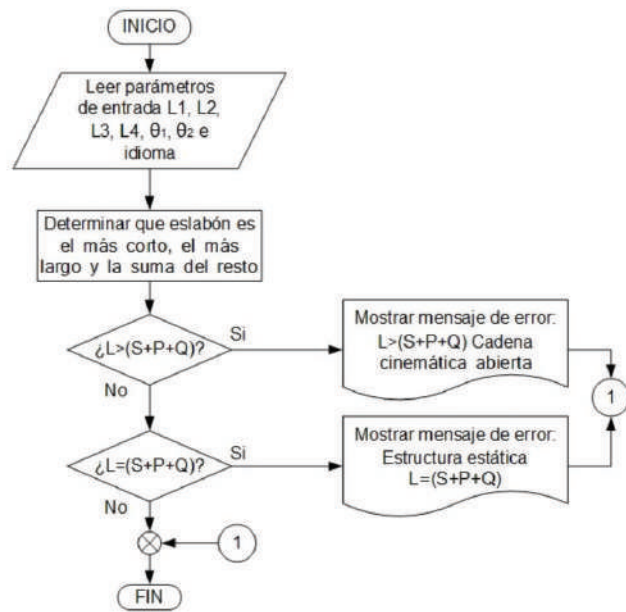 INICIO
Leer parámetros
de entrada L1, L2,
L3, L4, θ₁, θ₂ e
idioma
Determinar que eslabón es
el más corto, el más
largo y la suma del resto
¿L>(S+P+Q)?
Si
No
Mostrar mensaje de error:
L>(S+P+Q) Cadena
cinemática abierta
1
¿L=(S+P+Q)?
Si
No
Mostrar mensaje de error:
Estructura estática
L=(S+P+Q)
1
FIN